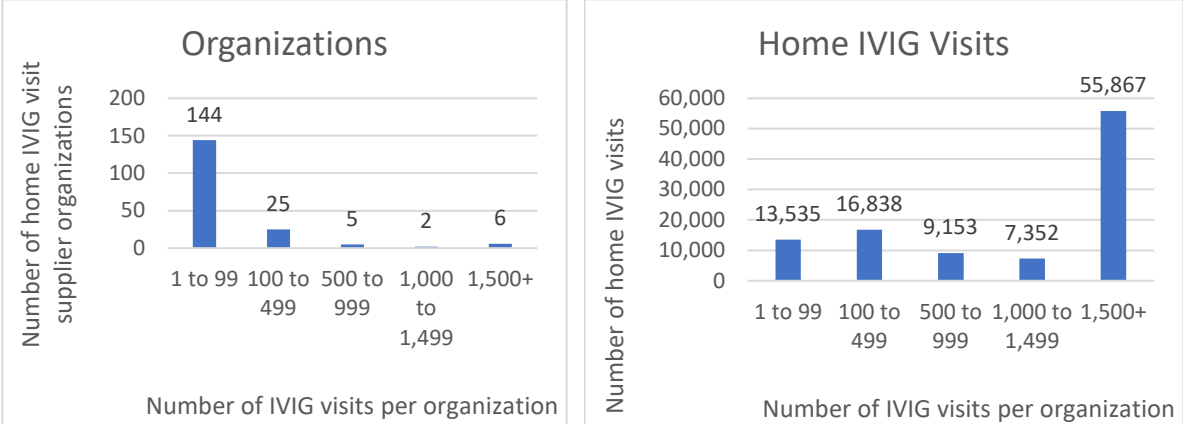 Organizations
Number of home IVIG visit
supplier organizations
200
150
100
50
0
144
25
5
2
6
1 to 99
100 to
499
500 to
999
1,000
to
1,499
1,500+
Number of IVIG visits per organization
Home IVIG Visits
Number of home IVIG visits
60,000
50,000
40,000
30,000
20,000
10,000
0
13,535
16,838
9,153
7,352
55,867
1 to 99
100 to
499
500 to
999
1,000 to
1,499
1,500+
Number of IVIG visits per organization